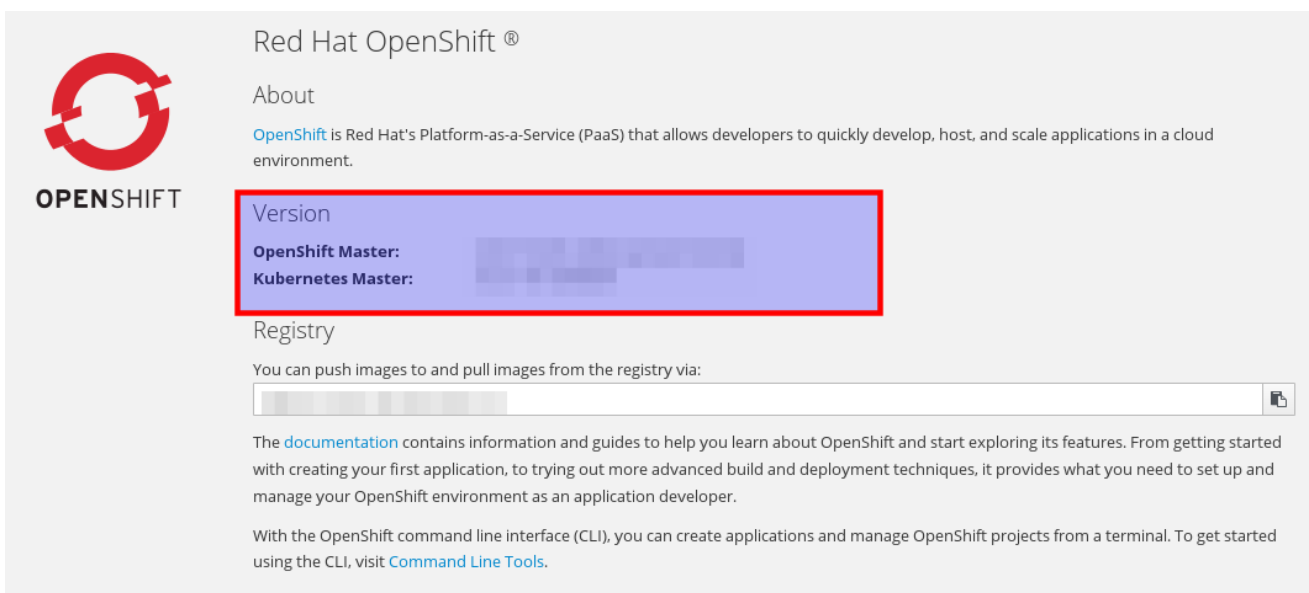 Red Hat OpenShift ®
About
OpenShift is Red Hat's Platform-as-a-Service (PaaS) that allows developers to quickly develop, host, and scale applications in a cloud
environment.
OPENSHIFT
Version
OpenShift Master:
Kubernetes Master:
Registry
You can push images to and pull images from the registry via:
The documentation contains information and guides to help you learn about OpenShift and start exploring its features. From getting started
with creating your first application, to trying out more advanced build and deployment techniques, it provides what you need to set up and
manage your OpenShift environment as an application developer.
With the OpenShift command line interface (CLI), you can create applications and manage OpenShift projects from a terminal. To get started
using the CLI, visit Command Line Tools.